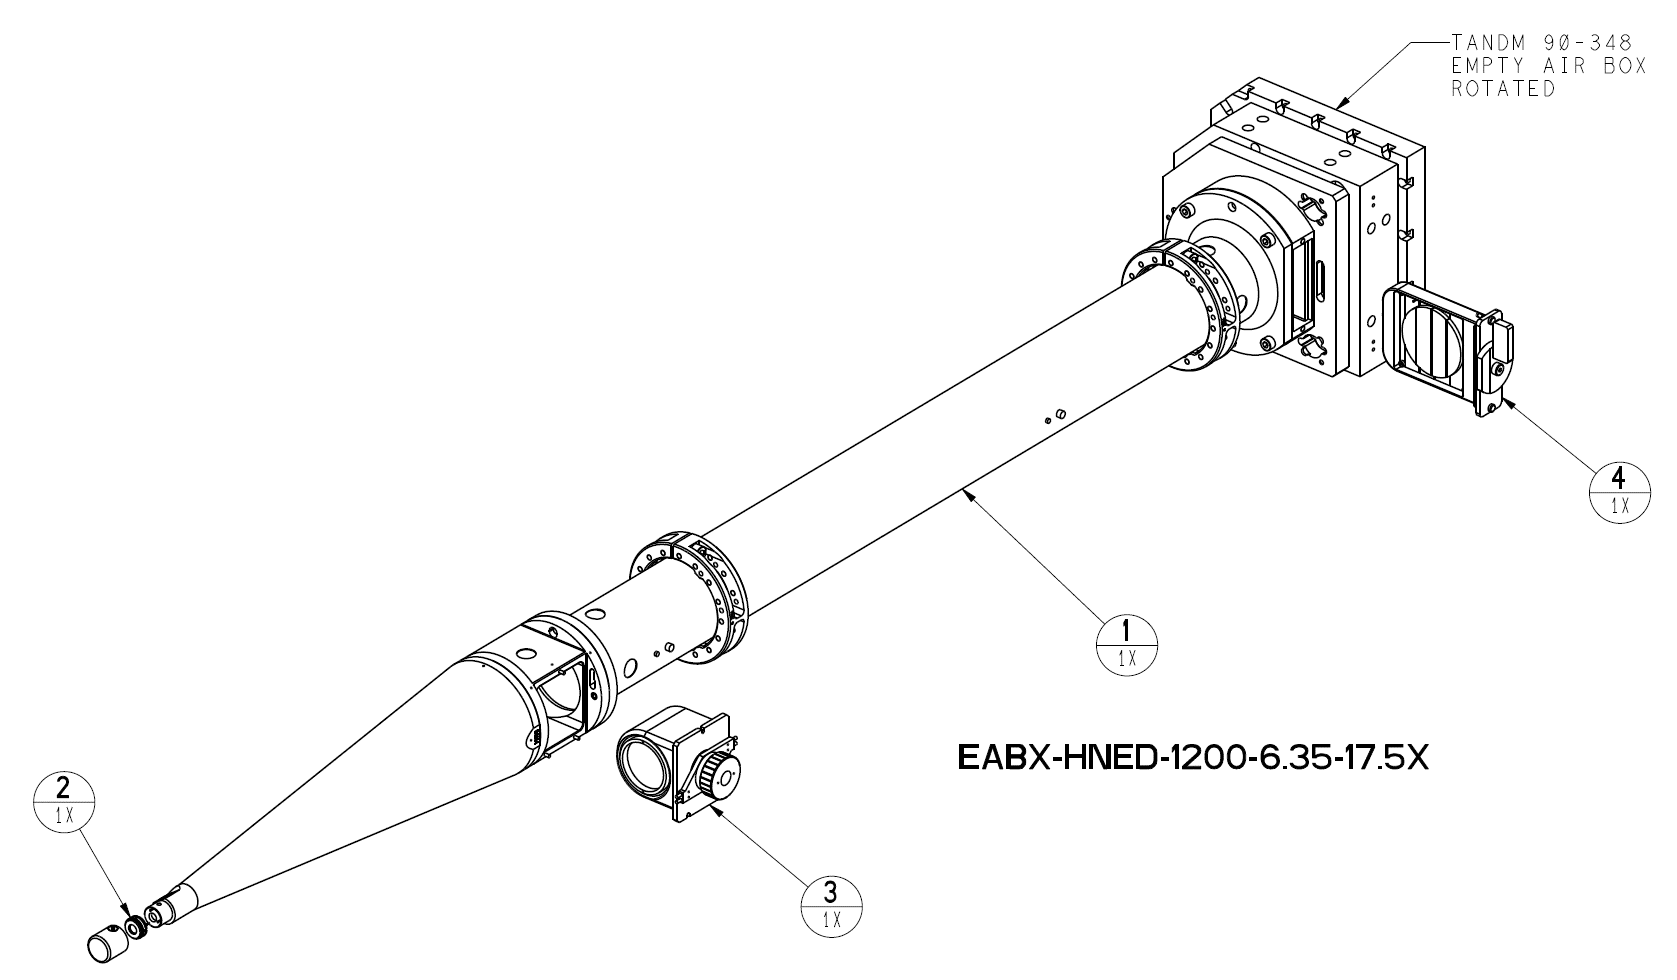 TANDM 90-348
EMPTY AIR BOX
ROTATED
4
1X
1
1X
EABX-HNED-1200-6.35-17.5X
2
1X
3
1X